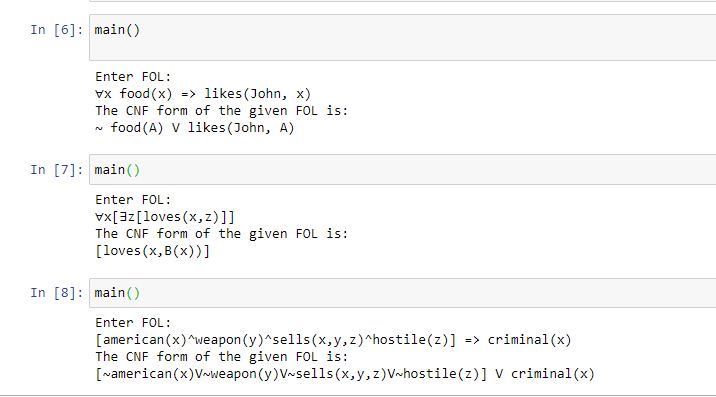 In [6]: main()
Enter FOL:
∀x food(x) => likes(John, x)
The CNF form of the given FOL is:
~ food(A) V likes(John, A)
In [7]: main()
Enter FOL:
∀x[∃z[loves(x,z)]]
The CNF form of the given FOL is:
[loves(x,B(x))]
In [8]: main()
Enter FOL:
[american(x)^weapon(y)^sells(x,y,z)^hostile(z)] => criminal(x)
The CNF form of the given FOL is:
[~american(x)V~weapon(y)V~sells(x,y,z)V~hostile(z)] V criminal(x)